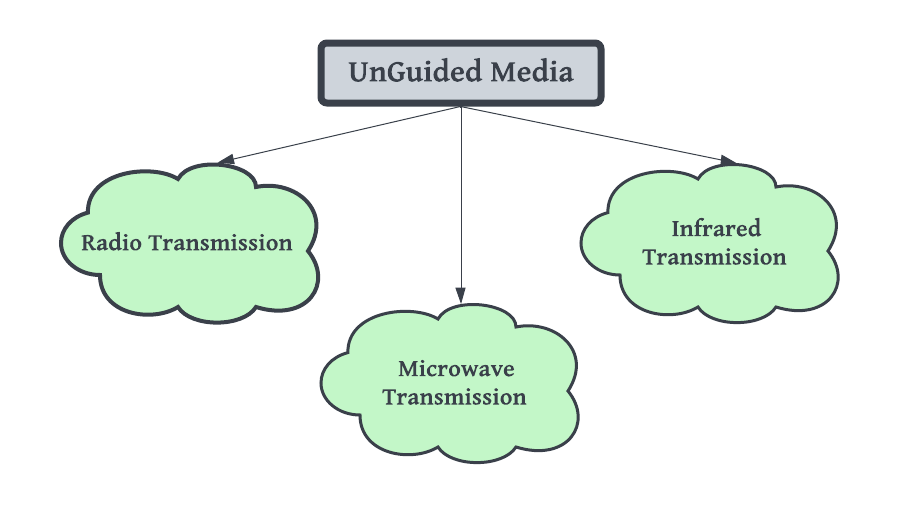 UnGuided Media
Radio Transmission
Infrared
Transmission
Microwave
Transmission